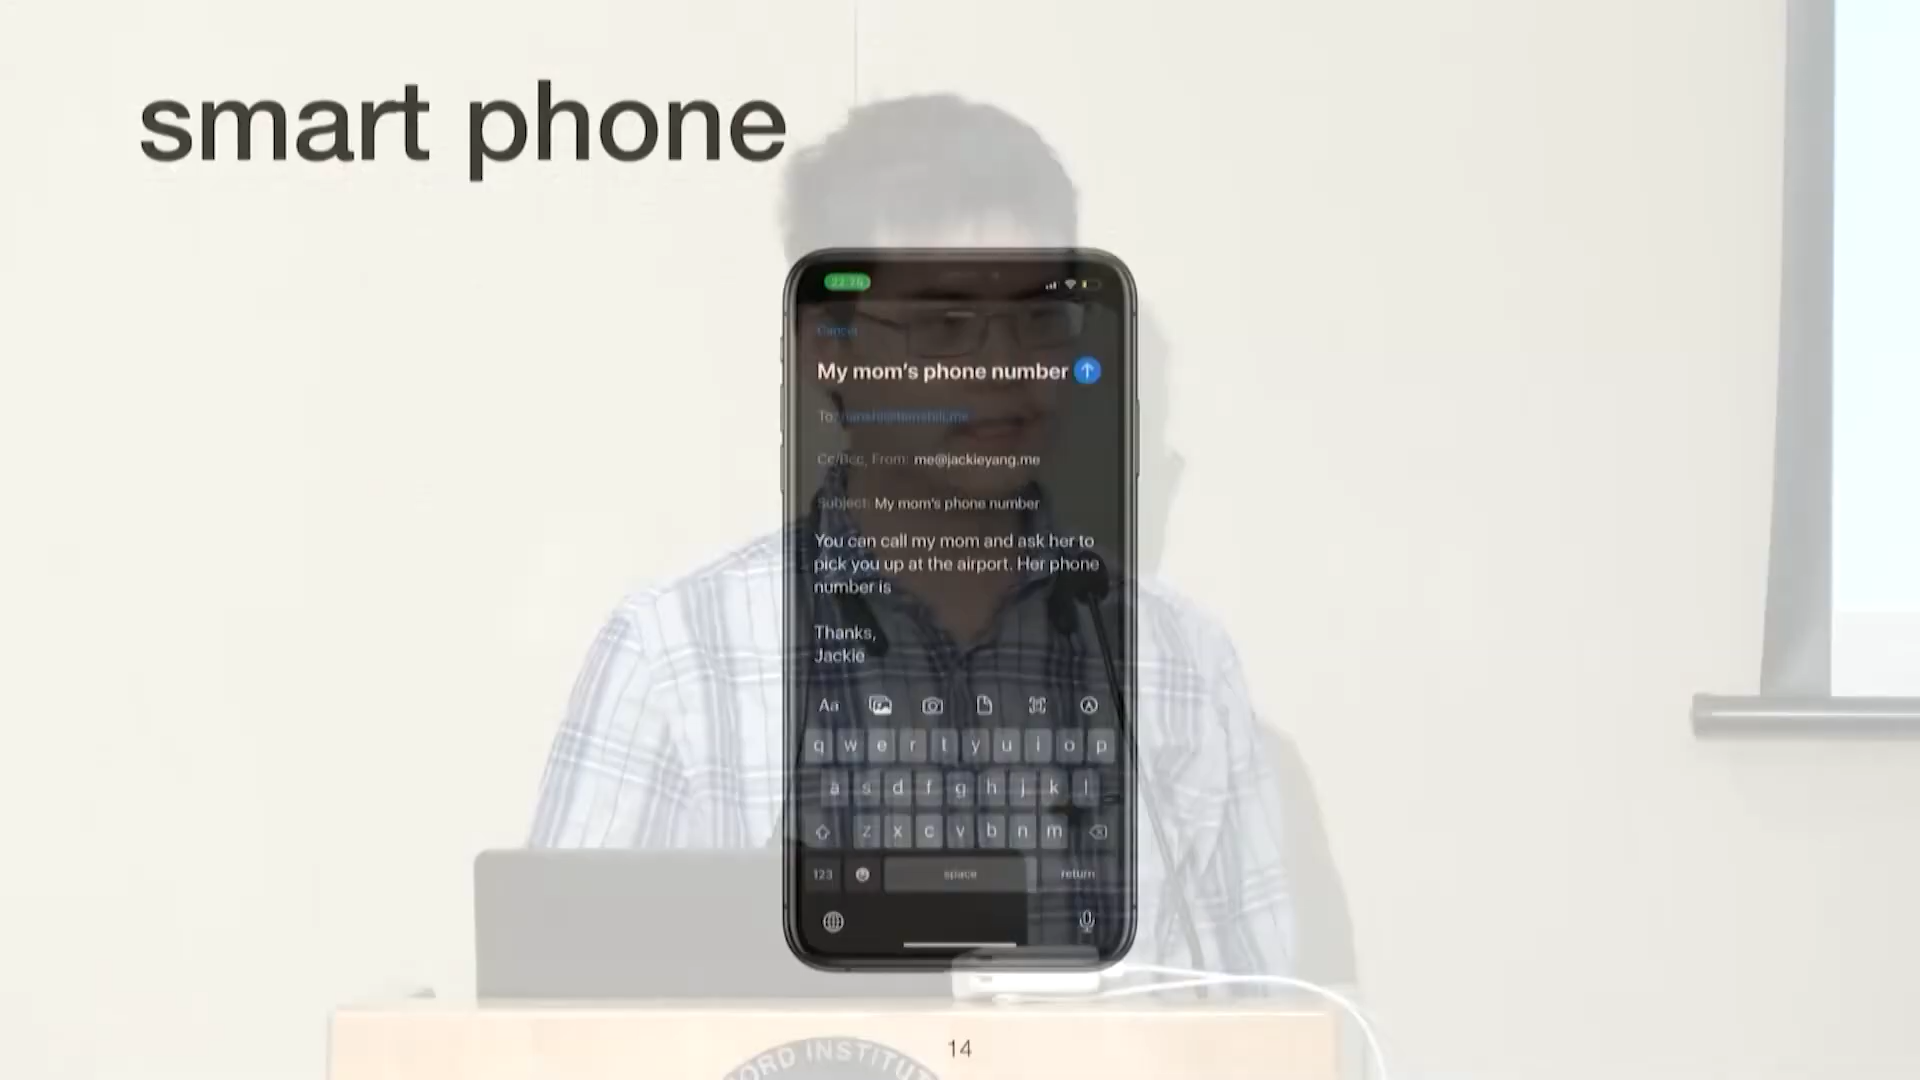 smart phone
Cancel
My mom's phone number
To:
Cc/Bcc, From: me@jackieyang.me
Subject: My mom's phone number
You can call my mom and ask her to
pick you up at the airport. Her phone
number is
Thanks,
Jackie
Aa
q w e r t y u i o p
a s d f g h j k l
z x c v b n m
123 space return
14